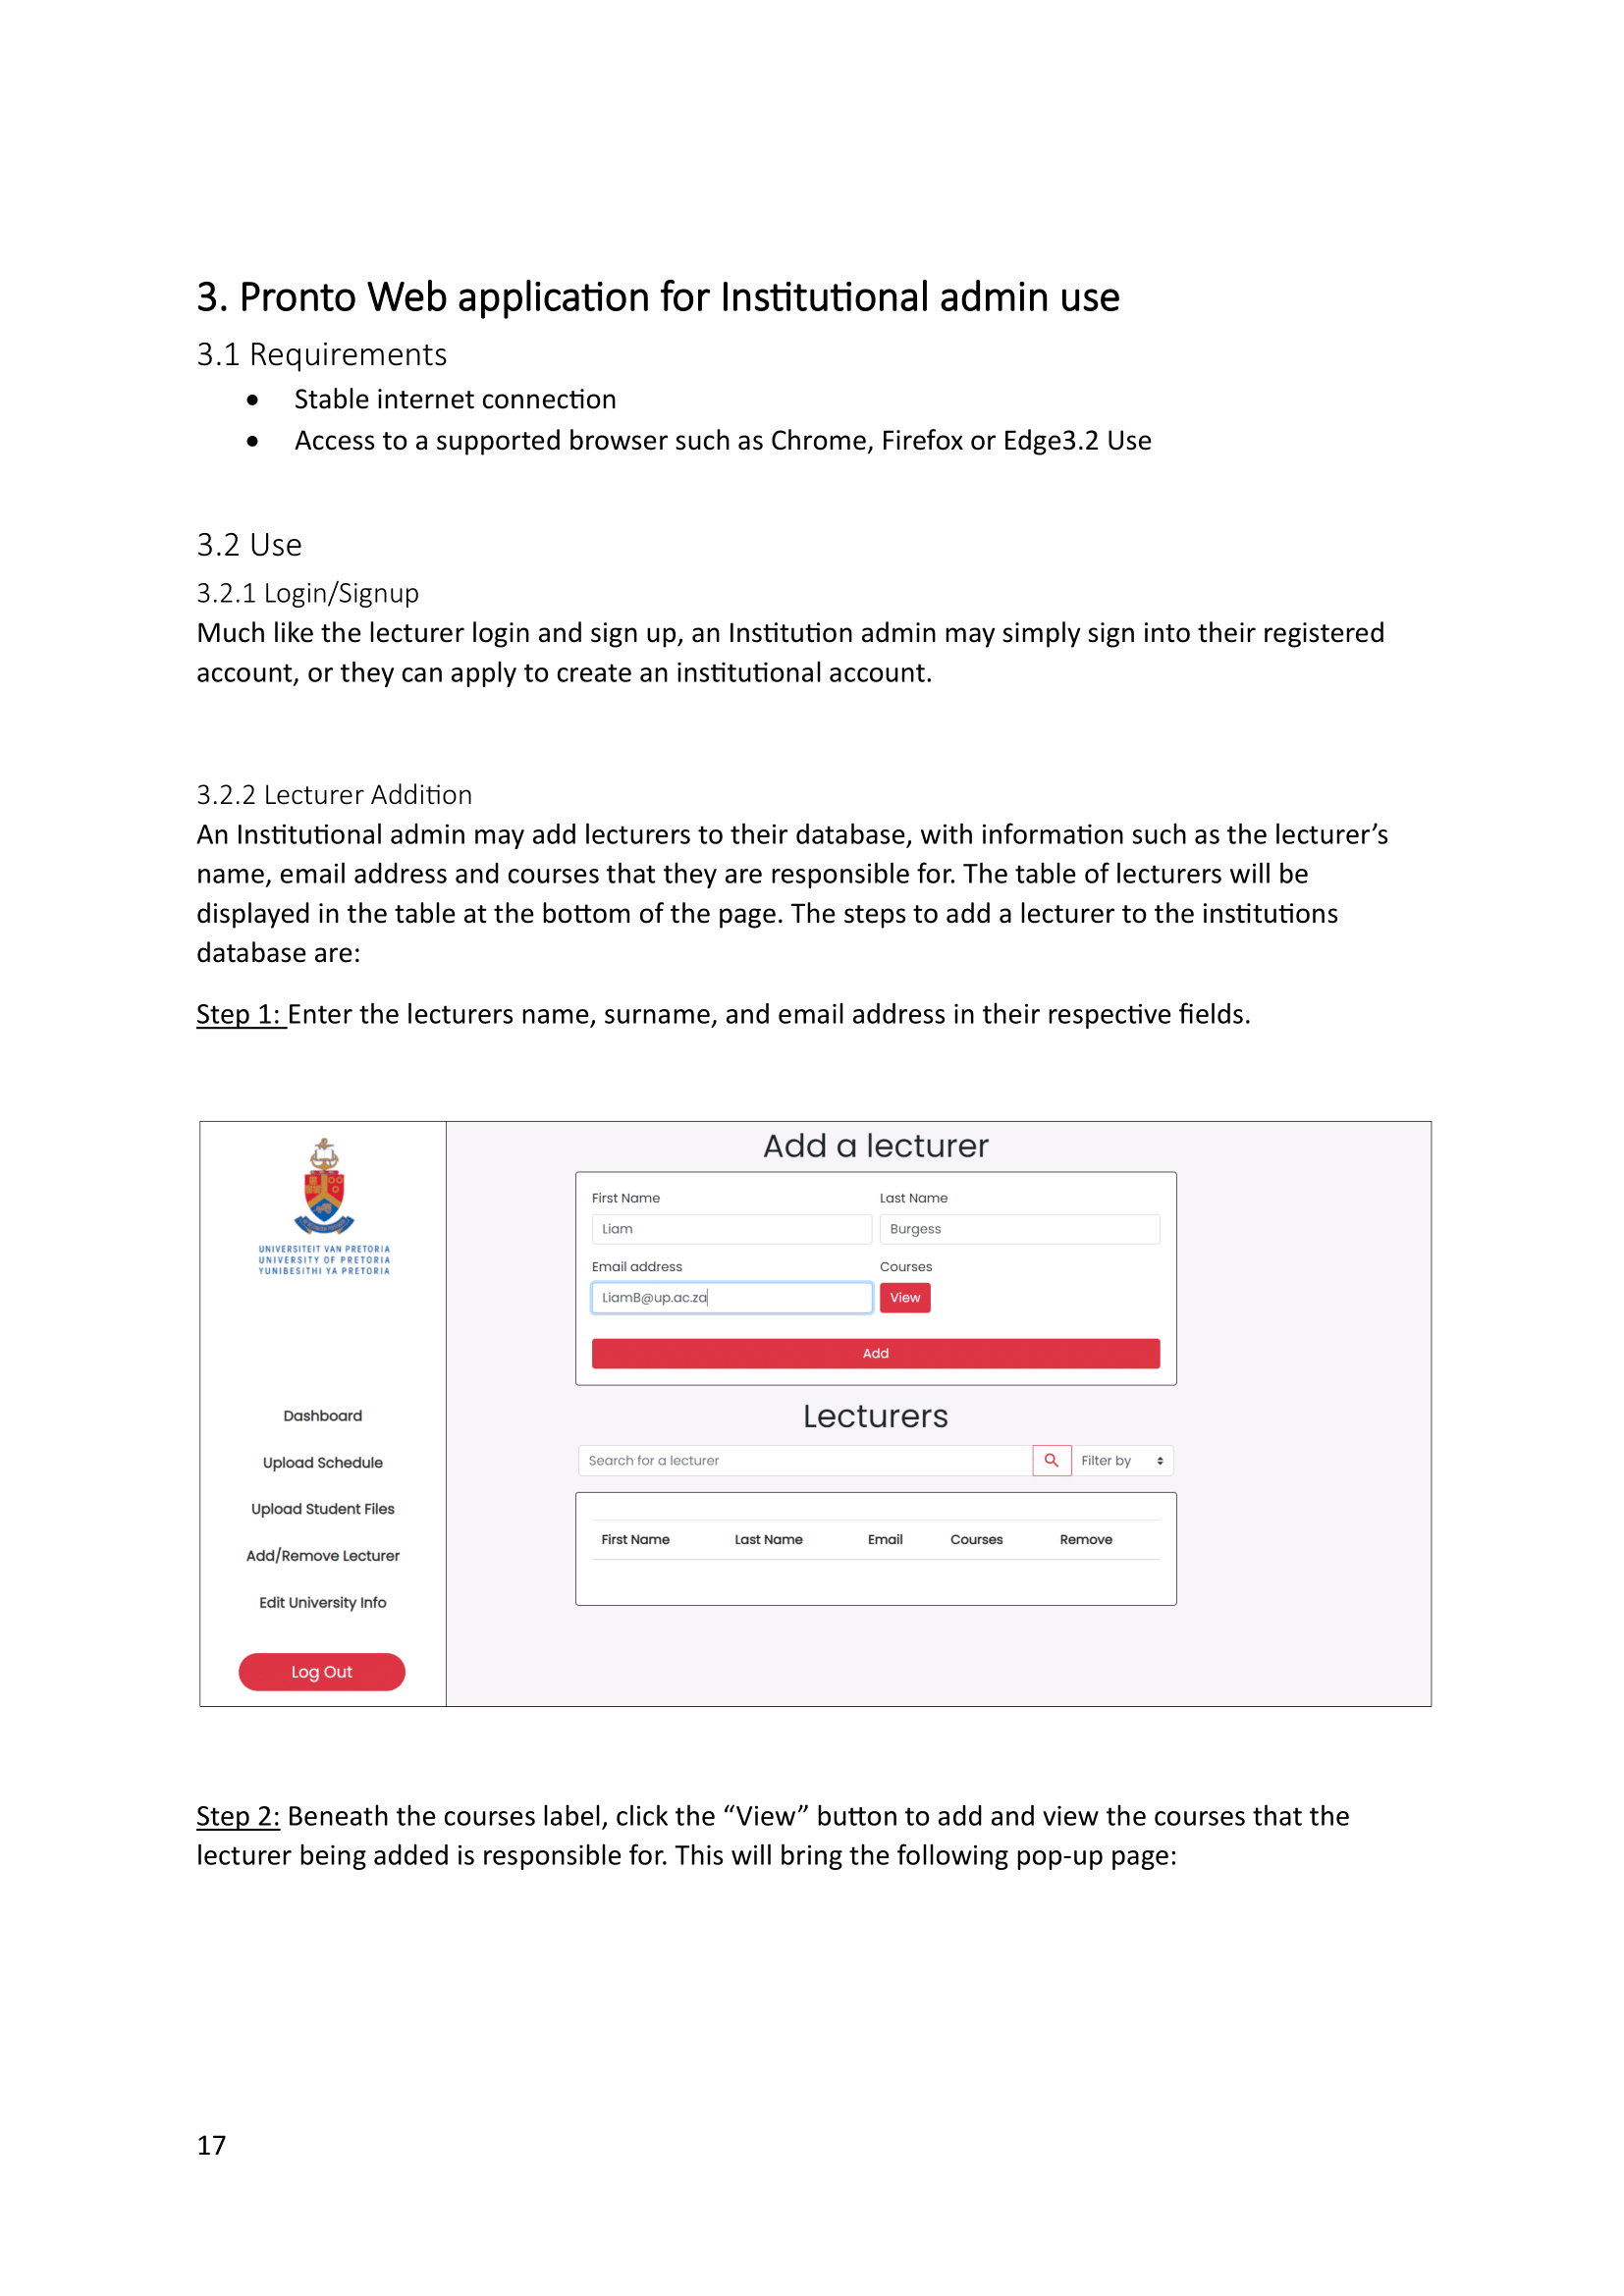 3. Pronto Web application for Institutional admin use
3.1 Requirements
• Stable internet connection
• Access to a supported browser such as Chrome, Firefox or Edge3.2 Use
3.2 Use
3.2.1 Login/Signup
Much like the lecturer login and sign up, an Institution admin may simply sign into their registered
account, or they can apply to create an institutional account.
3.2.2 Lecturer Addition
An Institutional admin may add lecturers to their database, with information such as the lecturer’s
name, email address and courses that they are responsible for. The table of lecturers will be
displayed in the table at the bottom of the page. The steps to add a lecturer to the institutions
database are:
Step 1: Enter the lecturers name, surname, and email address in their respective fields.
UNIVERSITEIT VAN PRETORIA
UNIVERSITY OF PRETORIA
YUNIBESITHI YA PRETORIA
Dashboard
Upload Schedule
Upload Student Files
Add/Remove Lecturer
Edit University Info
Log Out
Add a lecturer
First Name Last Name
Liam Burgess
Email address Courses
LiamB@up.ac.za View
Add
Lecturers
Search for a lecturer Filter by
First Name Last Name Email Courses Remove
Step 2: Beneath the courses label, click the “View” button to add and view the courses that the
lecturer being added is responsible for. This will bring the following pop-up page:
17